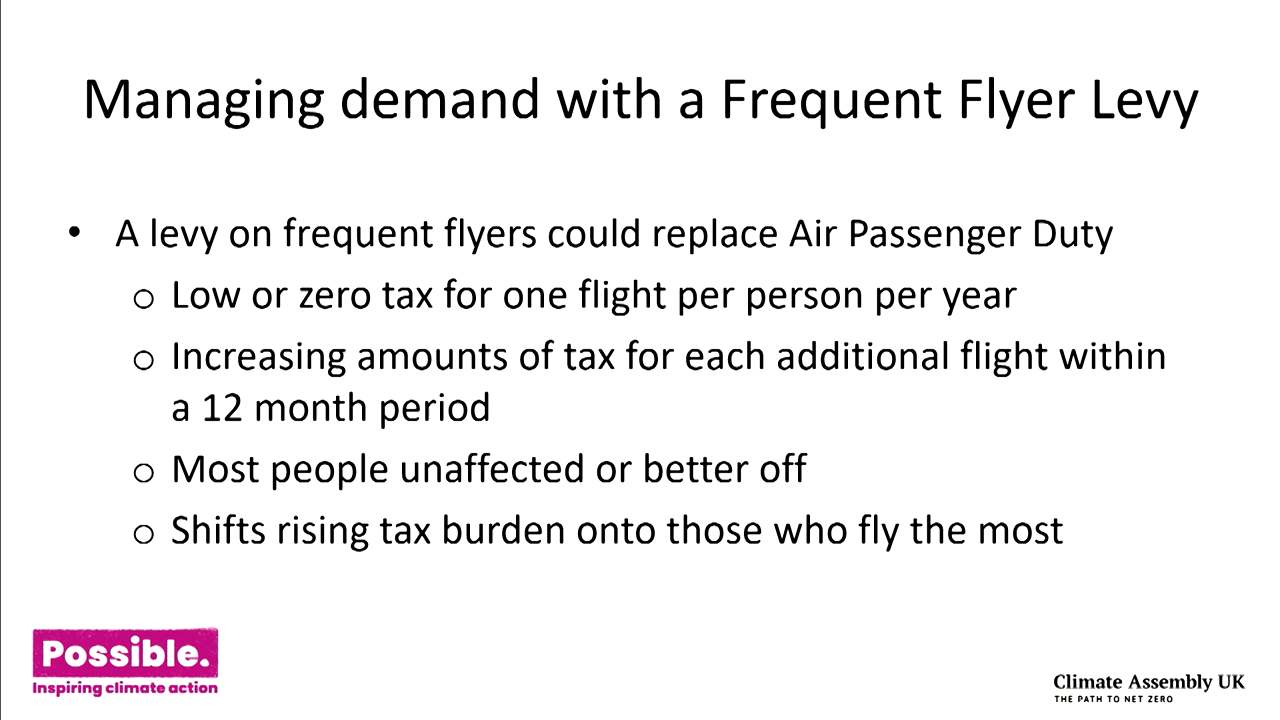 Managing demand with a Frequent Flyer Levy
• A levy on frequent flyers could replace Air Passenger Duty
o Low or zero tax for one flight per person per year
o Increasing amounts of tax for each additional flight within
a 12 month period
o Most people unaffected or better off
o Shifts rising tax burden onto those who fly the most
Possible.
Inspiring climate action
Climate Assembly UK
THE PATH TO NET ZERO